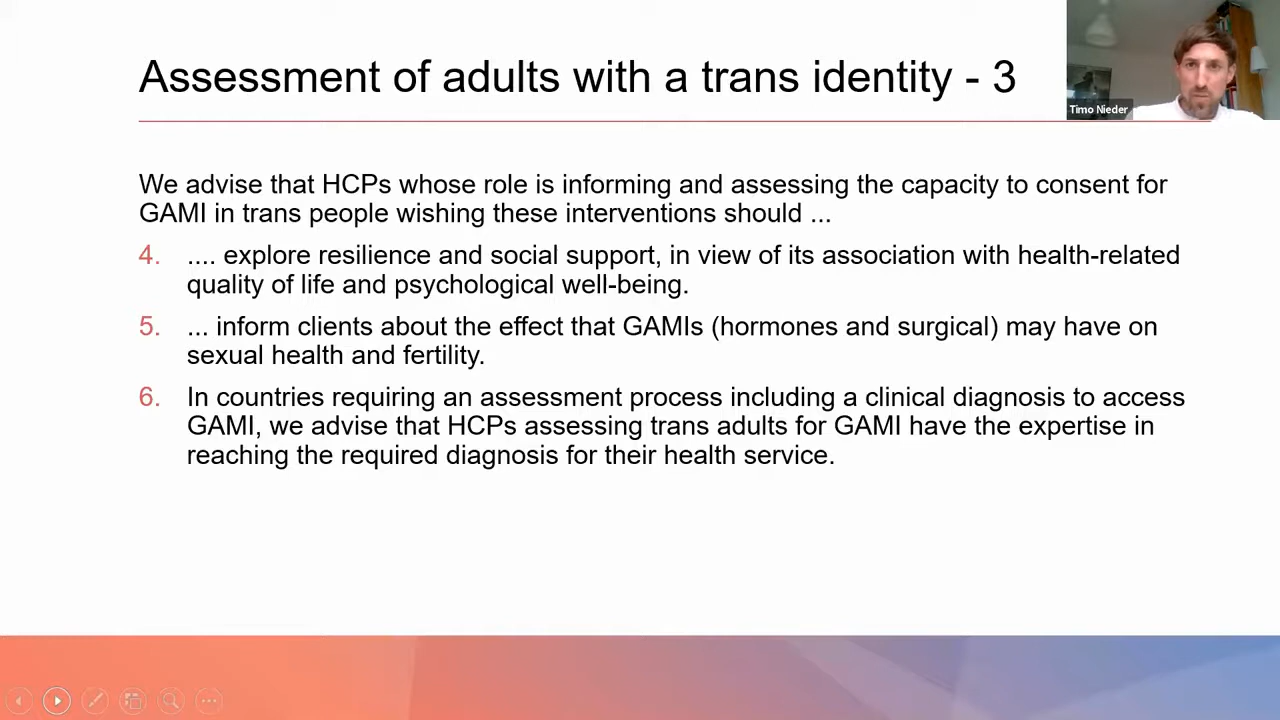 Assessment of adults with a trans identity - 3
Timo Nieder
We advise that HCPs whose role is informing and assessing the capacity to consent for
GAMI in trans people wishing these interventions should ...
4. .... explore resilience and social support, in view of its association with health-related
quality of life and psychological well-being.
5. ... inform clients about the effect that GAMIs (hormones and surgical) may have on
sexual health and fertility.
6. In countries requiring an assessment process including a clinical diagnosis to access
GAMI, we advise that HCPs assessing trans adults for GAMI have the expertise in
reaching the required diagnosis for their health service.